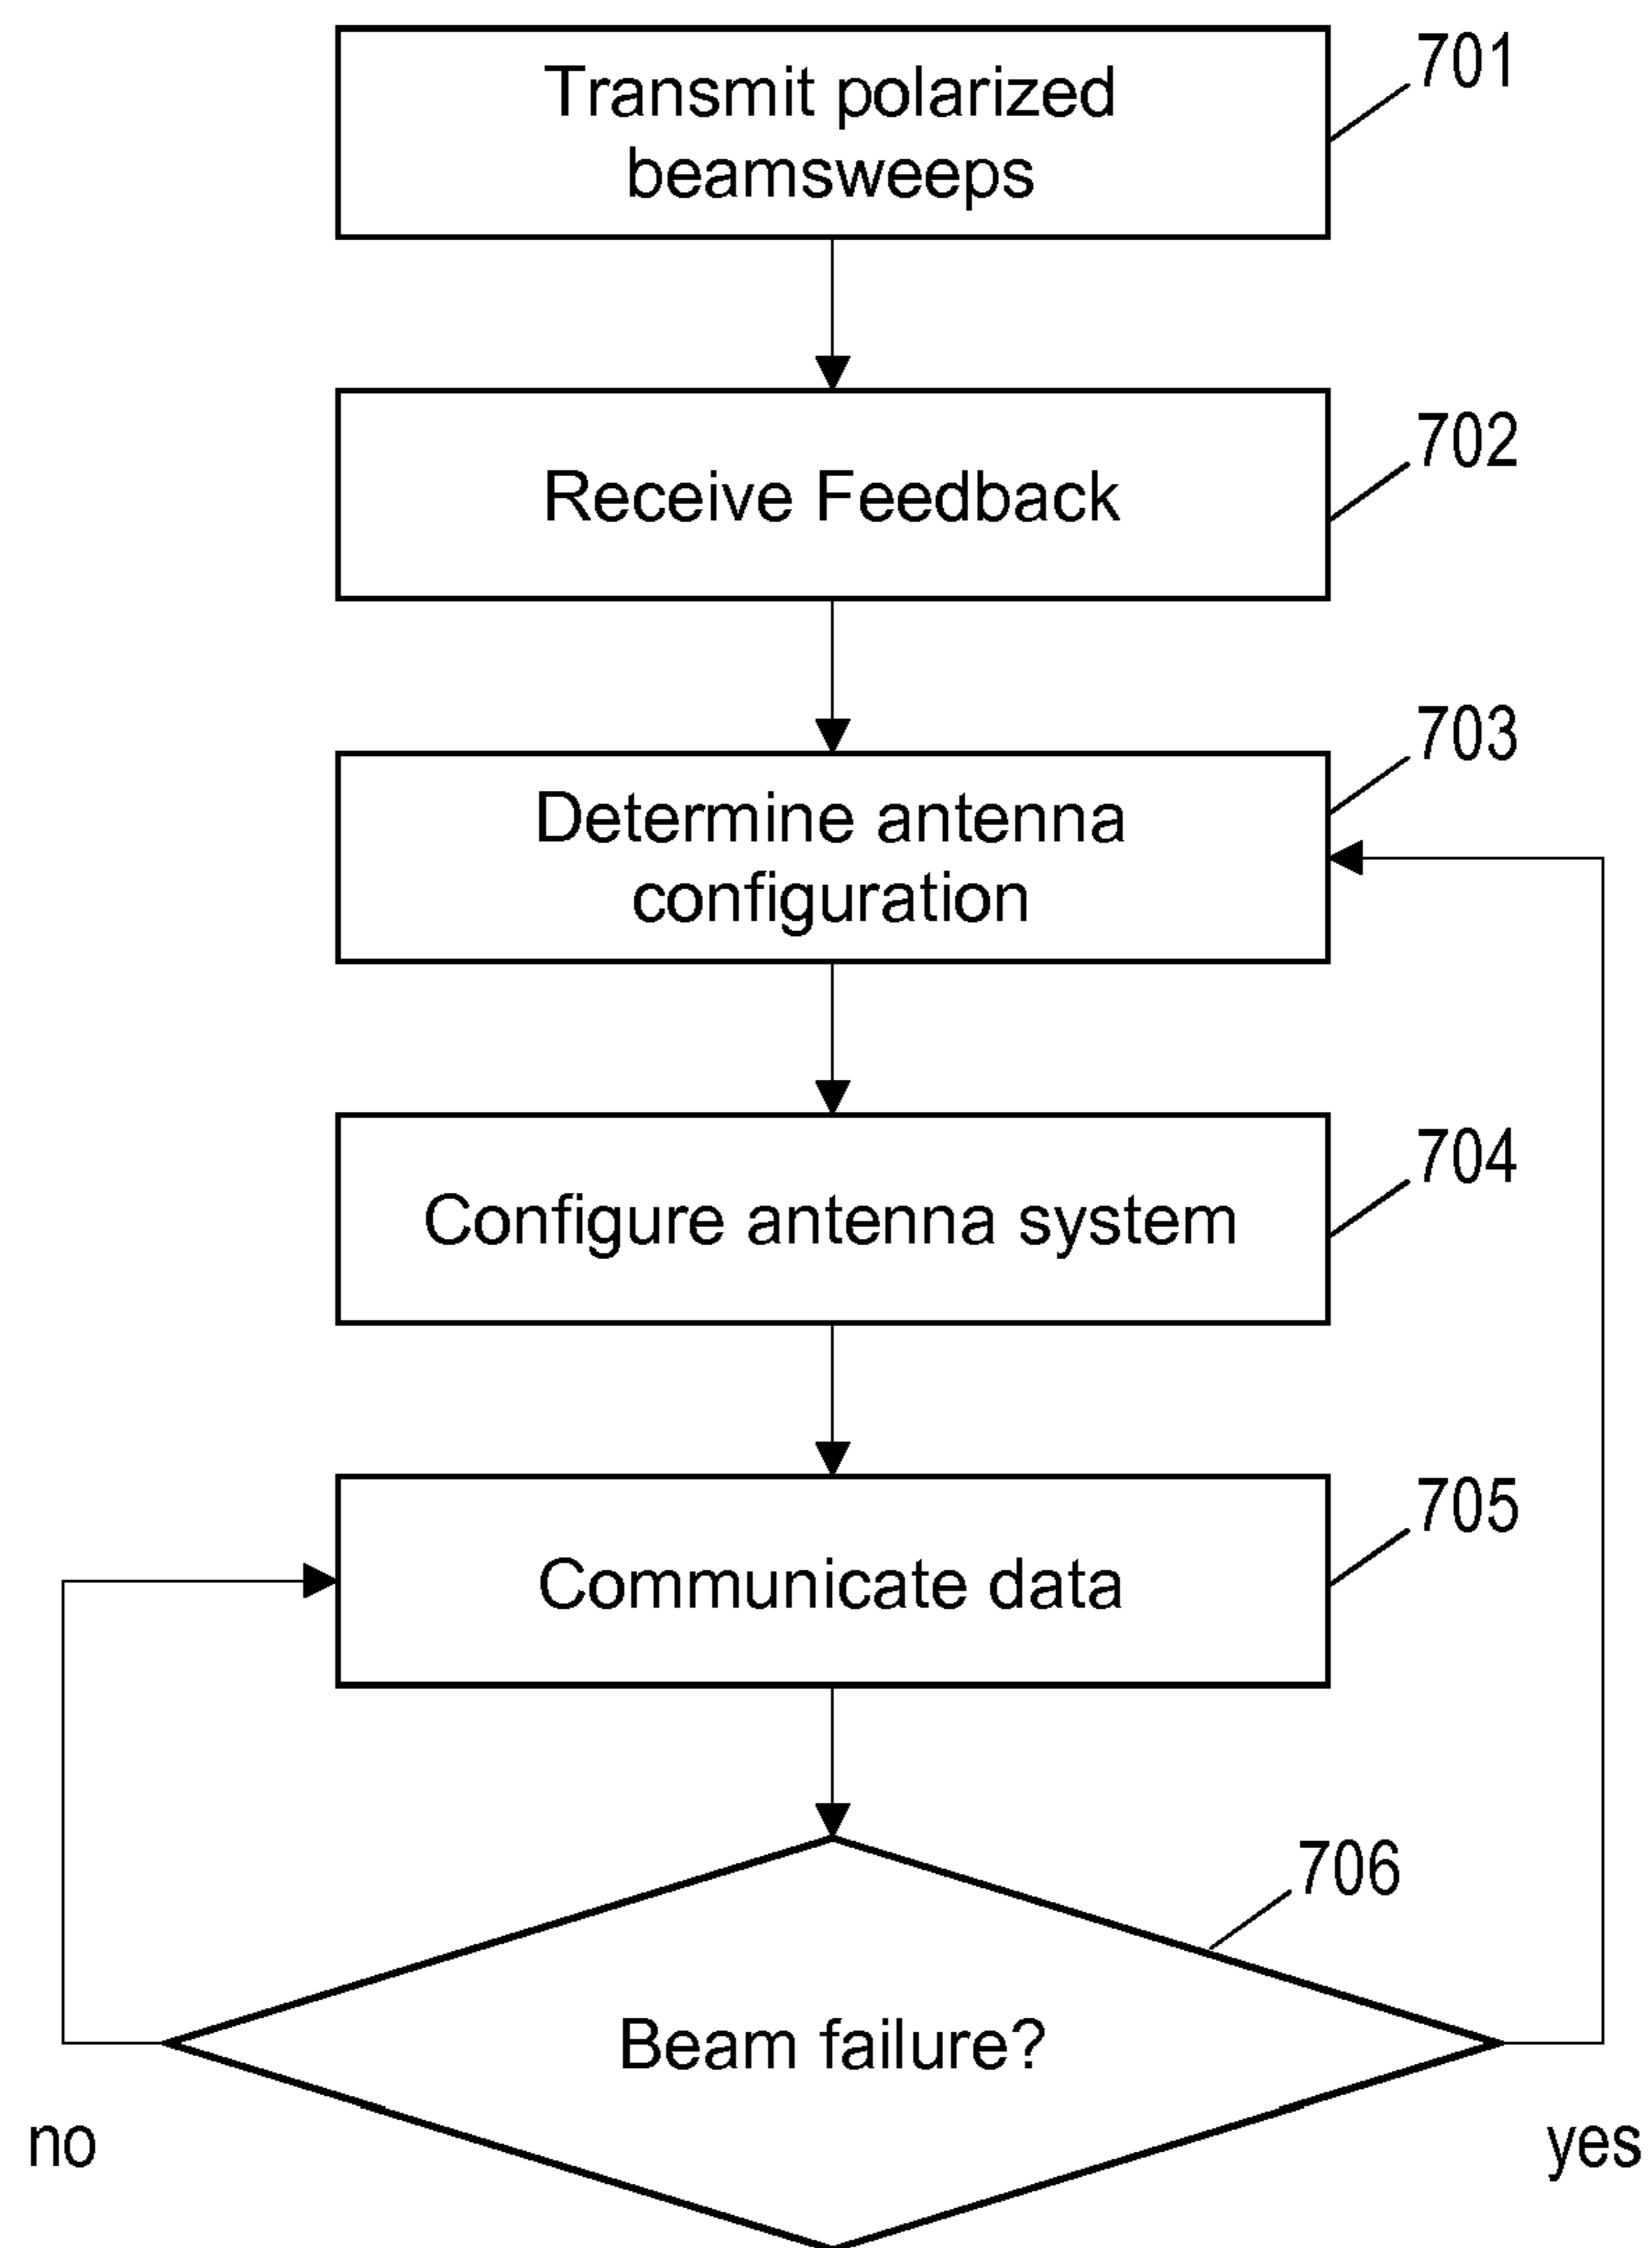 Transmit polarized
beamsweeps
701
Receive Feedback
702
Determine antenna
configuration
703
Configure antenna system
704
Communicate data
705
Beam failure?
706
no
yes